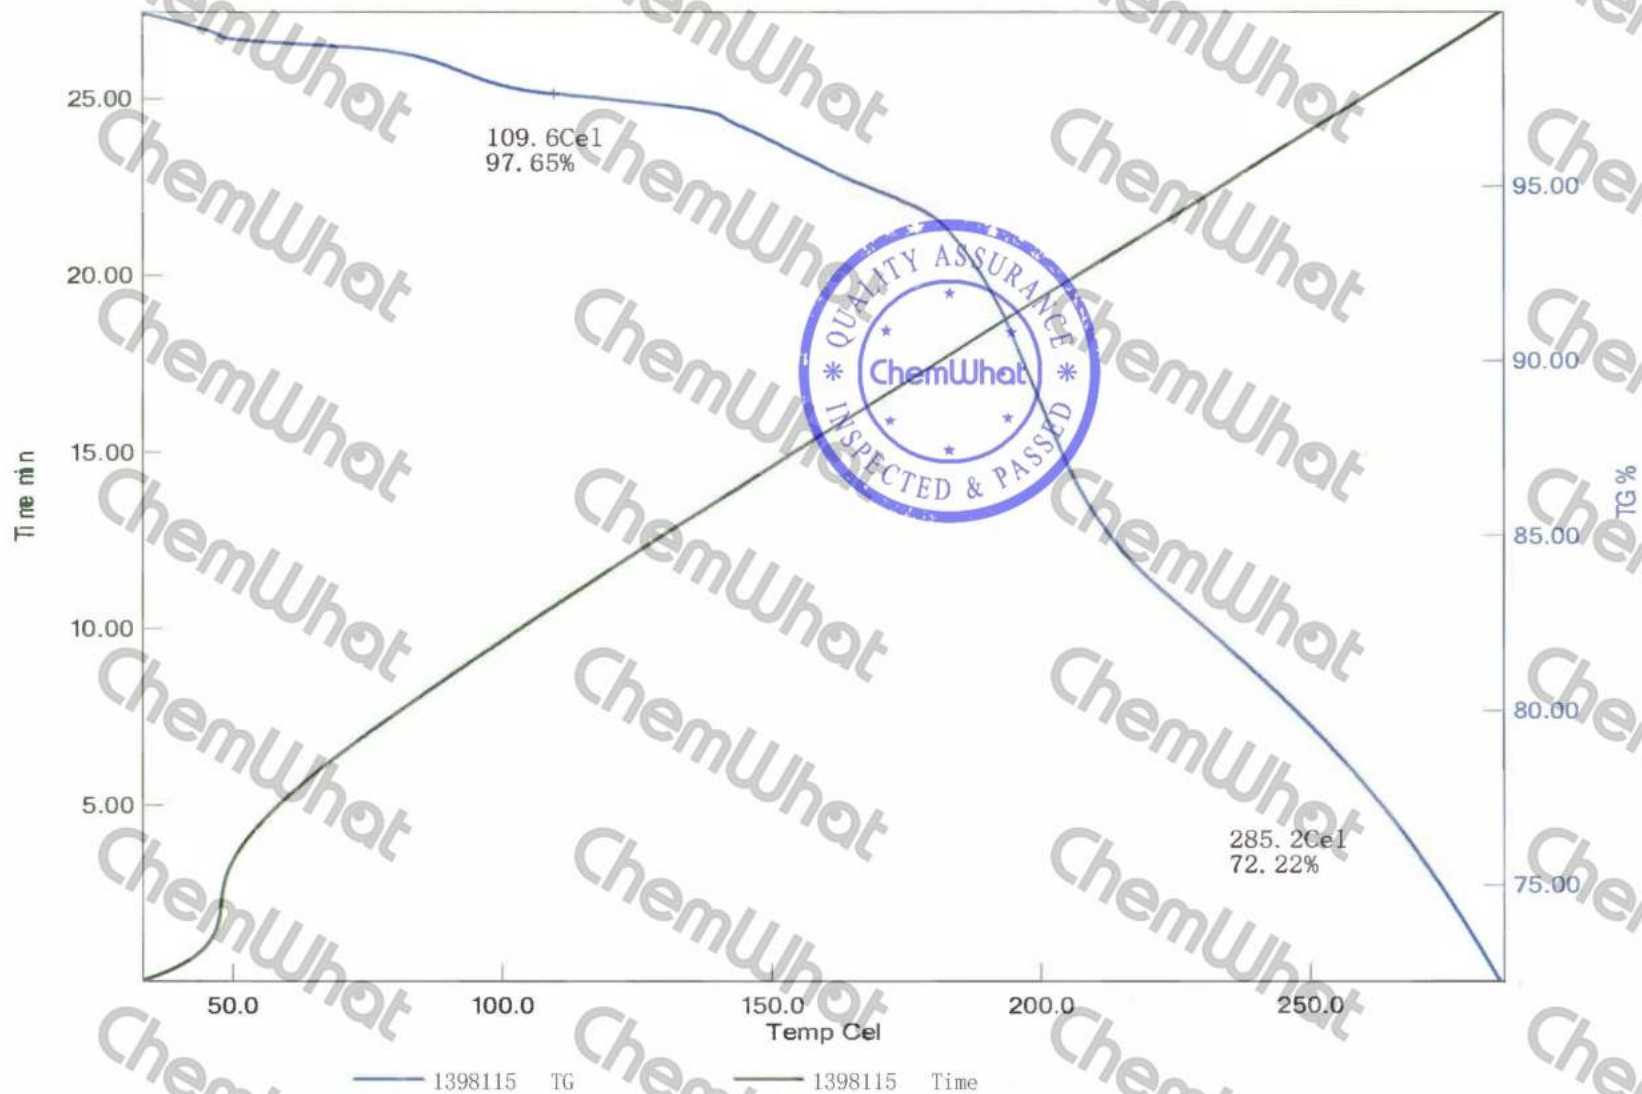 25.00
20.00
15.00
10.00
5.00
Time min
109.6Cel
97.65%
95.00
90.00
85.00
80.00
75.00
TG %
QUALITY ASSURANCE
ChemWhat
INSPECTED & PASSED
285.2Cel
72.22%
50.0
100.0
150.0
200.0
250.0
Temp Cel
1398115 TG
1398115 Time
ChemWhat